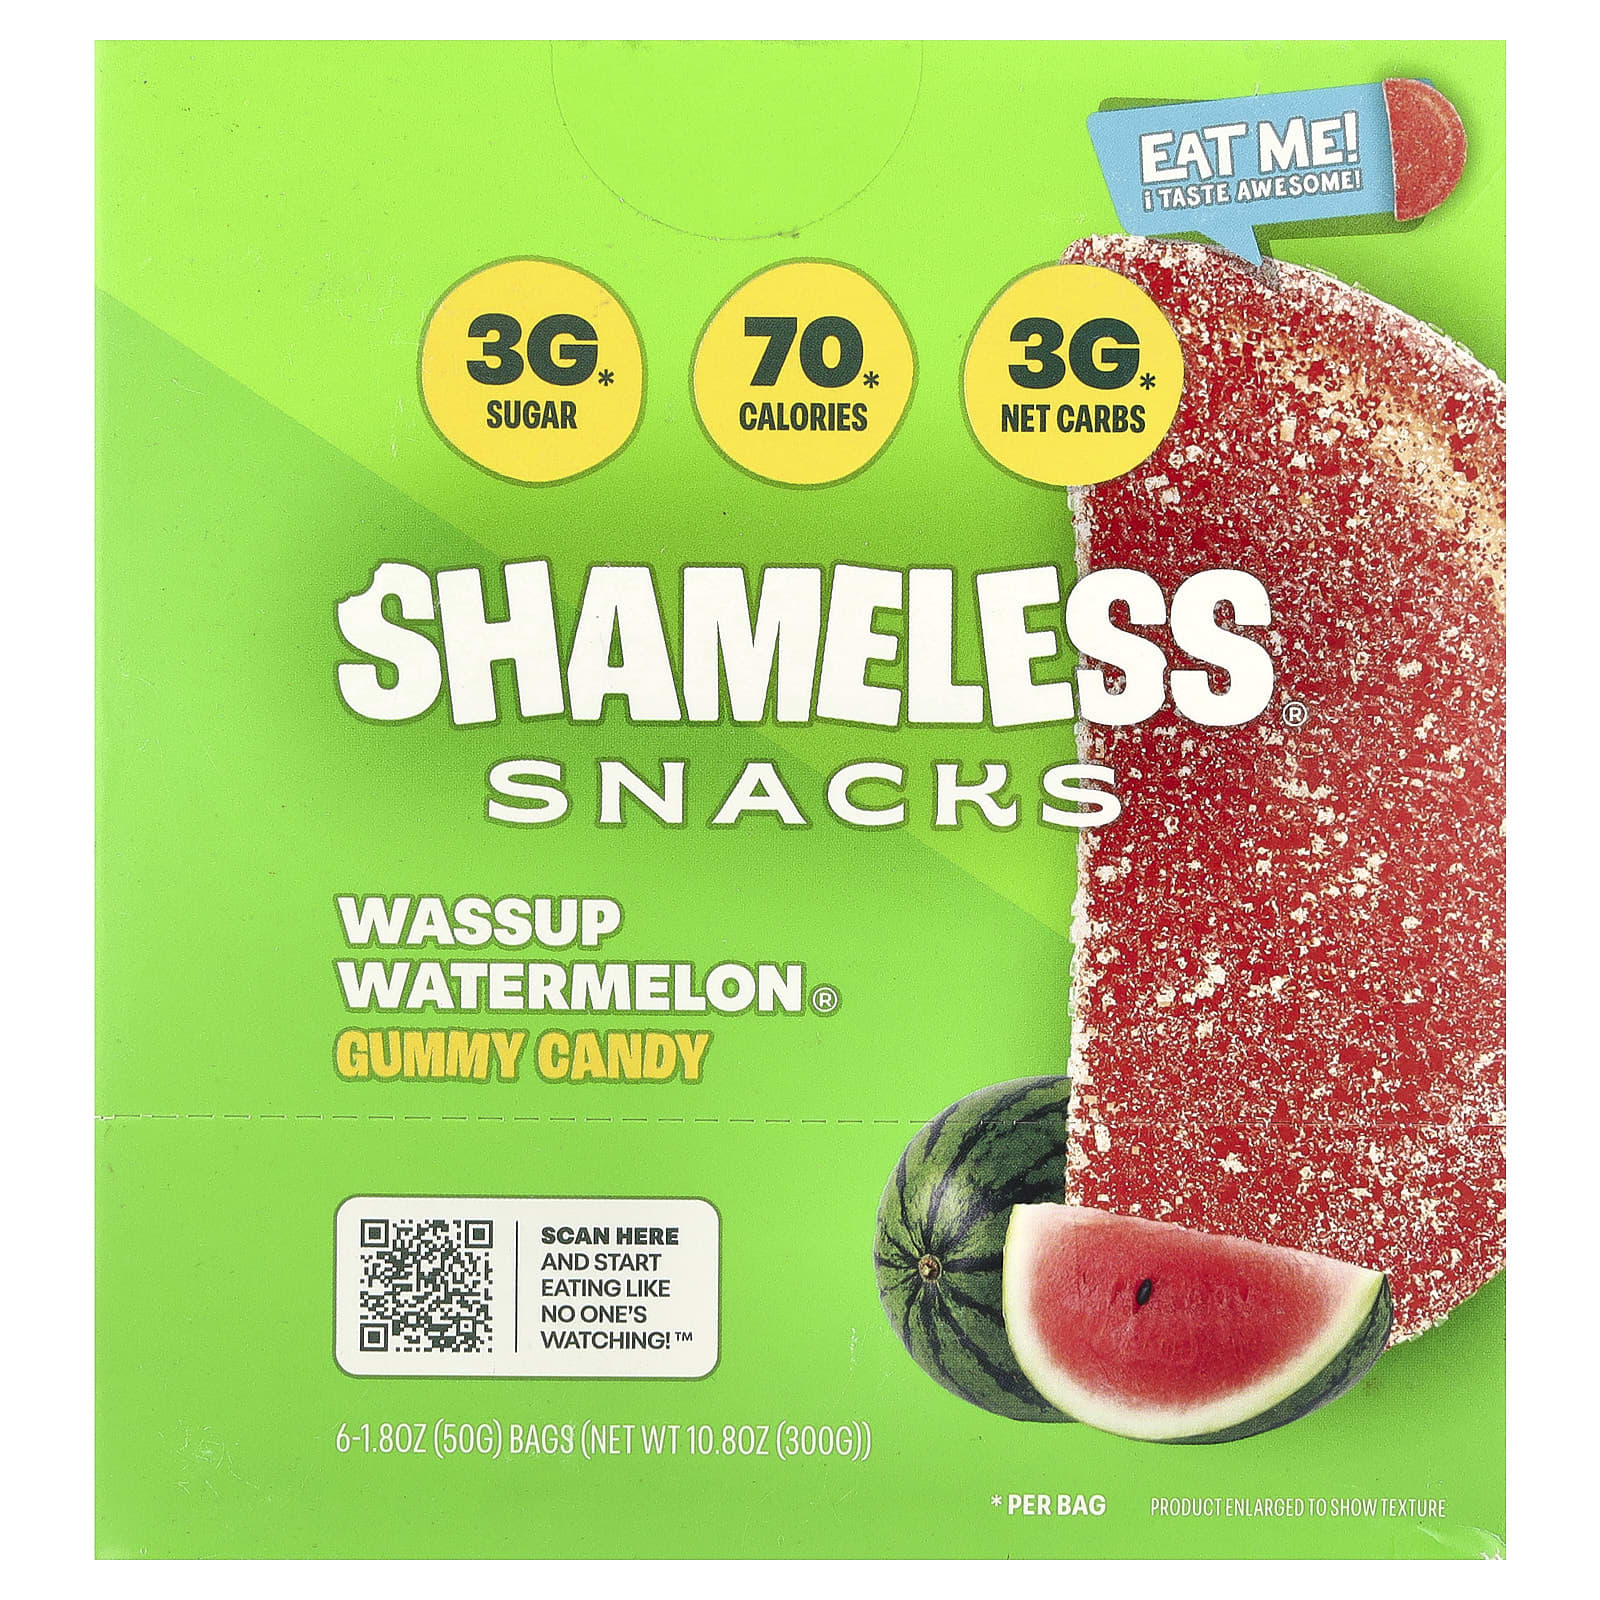 EAT ME!
I TASTE AWESOME!
3G*
SUGAR
70*
CALORIES
3G*
NET CARBS
SHAMELESS®
SNACKS
WASSUP
WATERMELON®
GUMMY CANDY
SCAN HERE
AND START
EATING LIKE
NO ONE'S
WATCHING!™
6-1.8OZ (50G) BAGS (NET WT 10.8OZ (300G))
*PER BAG
PRODUCT ENLARGED TO SHOW TEXTURE